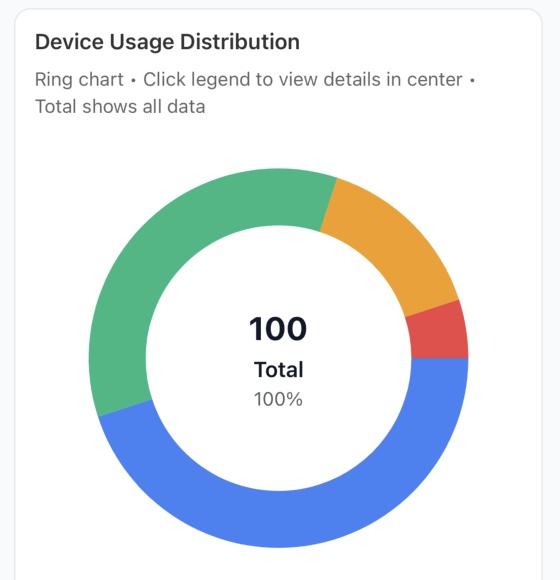 Device Usage Distribution
Ring chart • Click legend to view details in center •
Total shows all data
100
Total
100%